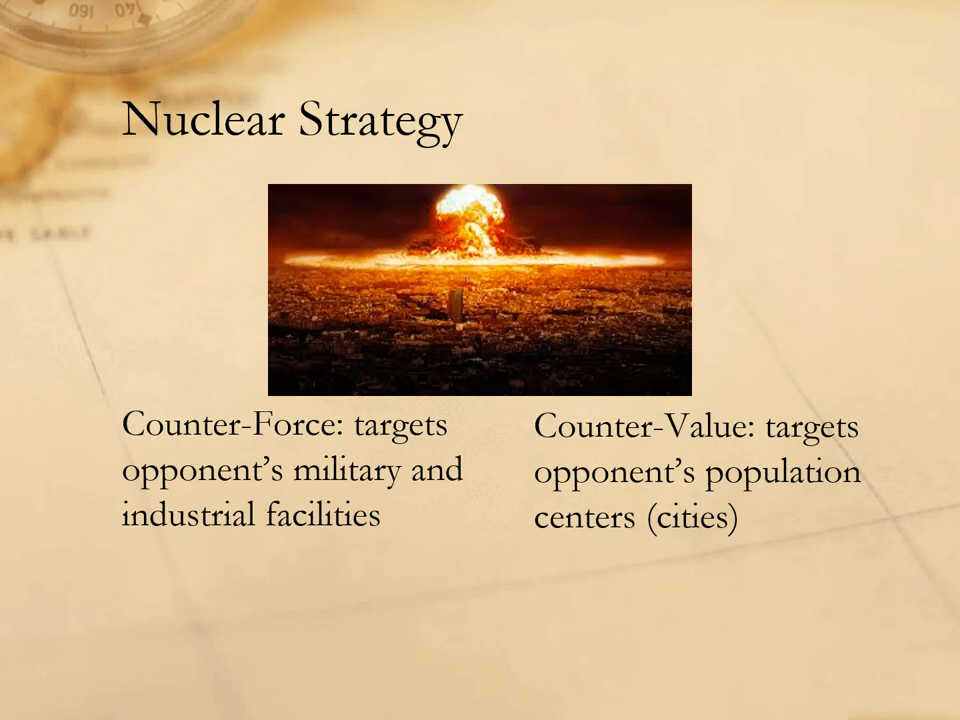 Nuclear Strategy
Counter-Force: targets
opponent’s military and
industrial facilities
Counter-Value: targets
opponent’s population
centers (cities)